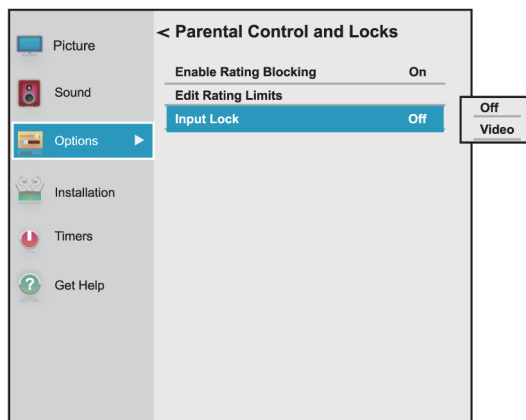 Picture
Sound
Options
Installation
Timers
Get Help
< Parental Control and Locks
Enable Rating Blocking On
Edit Rating Limits
Input Lock Off
Off
Video